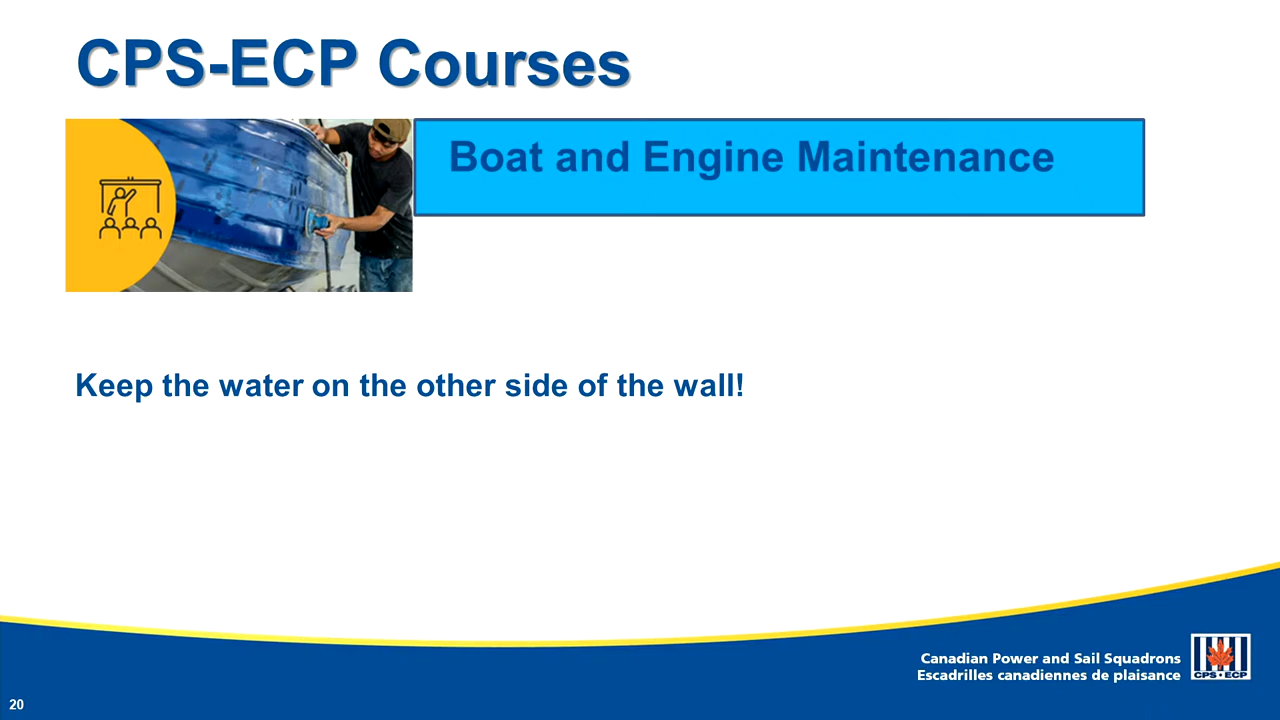 CPS-ECP Courses
Boat and Engine Maintenance
Keep the water on the other side of the wall!
Canadian Power and Sail Squadrons
Escadrilles canadiennes de plaisance
CPS • ECP
20